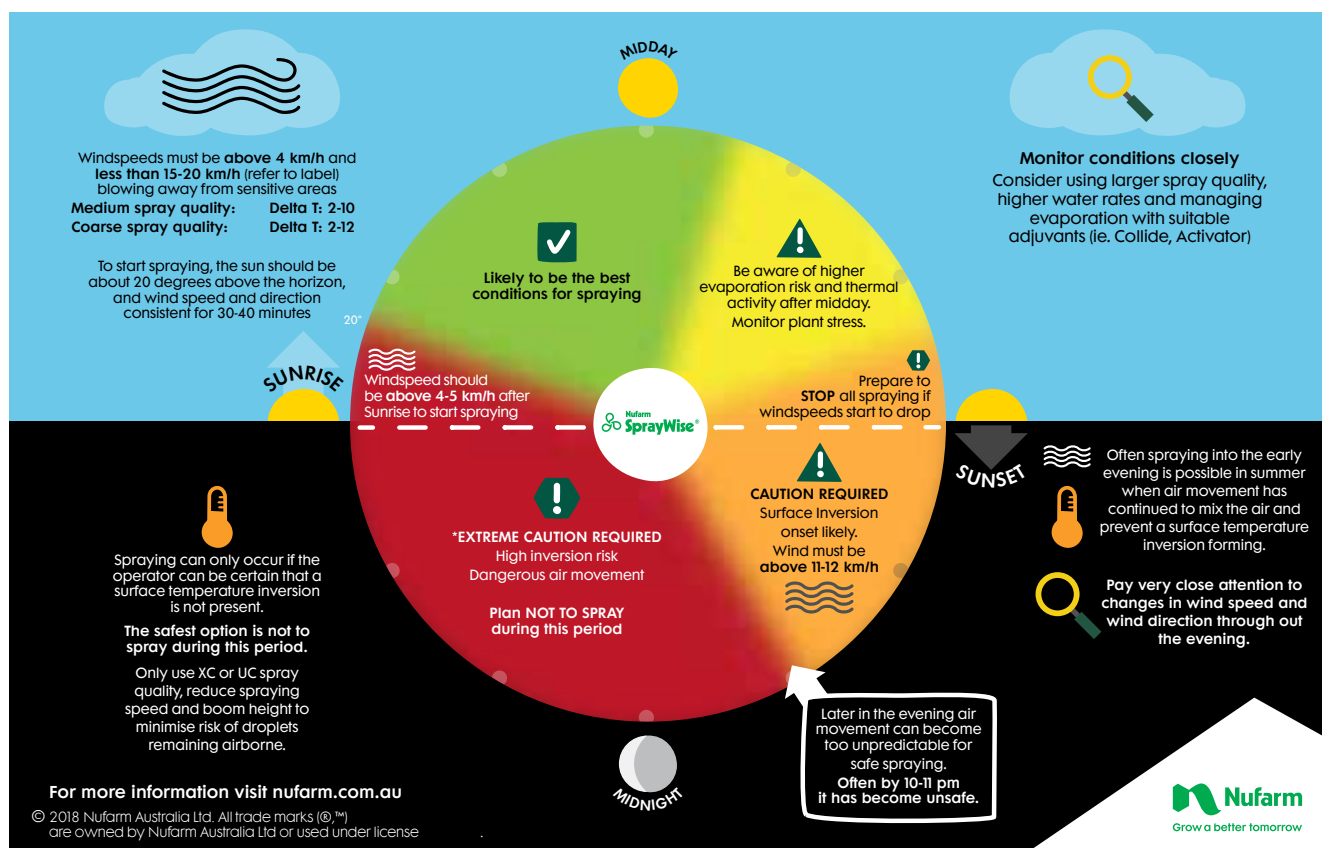 MIDDAY
Windspeeds must be above 4 km/h and
less than 15-20 km/h (refer to label)
blowing away from sensitive areas
Medium spray quality: Delta T: 2-10
Coarse spray quality: Delta T: 2-12
To start spraying, the sun should be
about 20 degrees above the horizon,
and wind speed and direction
consistent for 30-40 minutes
20°
SUNRISE
Monitor conditions closely
Consider using larger spray quality,
higher water rates and managing
evaporation with suitable
adjuvants (ie. Collide, Activator)
Likely to be the best
conditions for spraying
Be aware of higher
evaporation risk and thermal
activity after midday.
Monitor plant stress.
Windspeed should
be above 4-5 km/h after
Sunrise to start spraying
Nufarm
SprayWise®
Prepare to
STOP all spraying if
windspeeds start to drop
SUNSET
CAUTION REQUIRED
Surface Inversion
onset likely.
Wind must be
above 11-12 km/h
*EXTREME CAUTION REQUIRED
High inversion risk
Dangerous air movement
Plan NOT TO SPRAY
during this period
Often spraying into the early
evening is possible in summer
when air movement has
continued to mix the air and
prevent a surface temperature
inversion forming.
Pay very close attention to
changes in wind speed and
wind direction through out
the evening.
Spraying can only occur if the
operator can be certain that a
surface temperature inversion
is not present.
The safest option is not to
spray during this period.
Only use XC or UC spray
quality, reduce spraying
speed and boom height to
minimise risk of droplets
remaining airborne.
Later in the evening air
movement can become
too unpredictable for
safe spraying.
Often by 10-11 pm
it has become unsafe.
MIDNIGHT
For more information visit nufarm.com.au
© 2018 Nufarm Australia Ltd. All trade marks (®,™)
are owned by Nufarm Australia Ltd or used under license .
Nufarm
Grow a better tomorrow